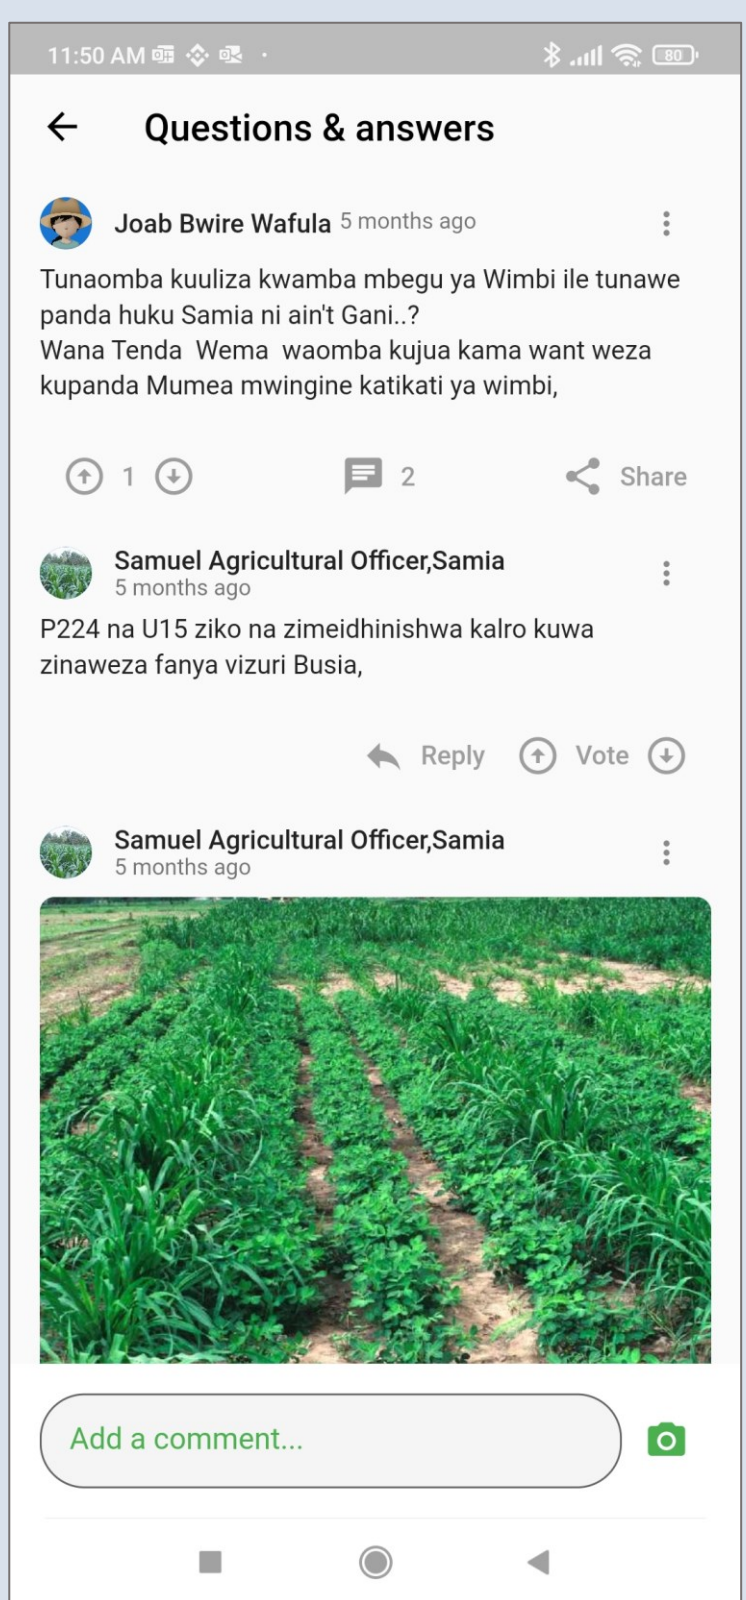 11:50 AM
80
Questions & answers
Joab Bwire Wafula 5 months ago
Tunaomba kuuliza kwamba mbegu ya Wimbi ile tunawe
panda huku Samia ni ain't Gani..?
Wana Tenda  Wema  waomba kujua kama want weza
kupanda Mumea mwingine katikati ya wimbi,
1
2
Share
Samuel Agricultural Officer,Samia
5 months ago
P224 na U15 ziko na zimeidhinishwa kalro kuwa
zinaweza fanya vizuri Busia,
Reply
Vote
Samuel Agricultural Officer,Samia
5 months ago
Add a comment...